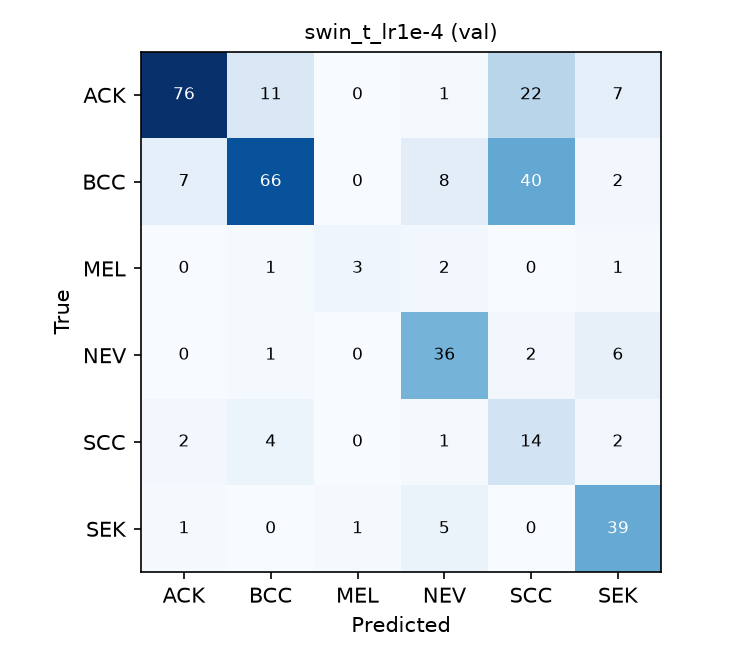 swin_t_lr1e-4 (val)
ACK 76 11 0 1 22 7
BCC 7 66 0 8 40 2
MEL 0 1 3 2 0 1
NEV 0 1 0 36 2 6
SCC 2 4 0 1 14 2
SEK 1 0 1 5 0 39
True
ACK BCC MEL NEV SCC SEK
Predicted